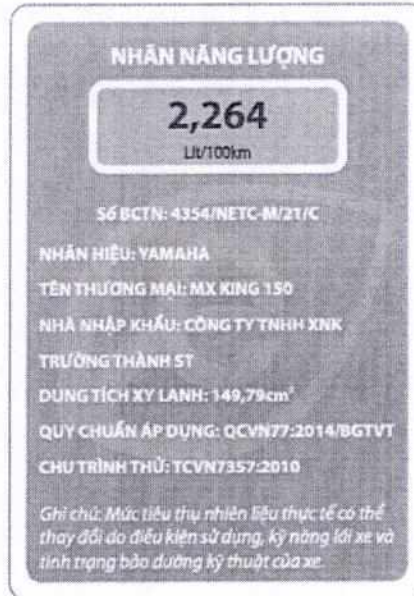 NHÃN NĂNG LƯỢNG
2,264
Lít/100km
Số BCTN: 4354/NETC-M/21/C
NHÃN HIỆU: YAMAHA
TÊN THƯƠNG MẠI: MX KING 150
NHÀ NHẬP KHẨU: CÔNG TY TNHH XNK
TRƯỜNG THÀNH ST
DUNG TÍCH XY LANH: 149,79cm³
QUY CHUẨN ÁP DỤNG: QCVN77:2014/BGTVT
CHU TRÌNH THỬ: TCVN7357:2010
Ghi chú: Mức tiêu thụ nhiên liệu thực tế có thể
thay đổi do điều kiện sử dụng, kỹ năng lái xe và
tình trạng bảo dưỡng kỹ thuật của xe.